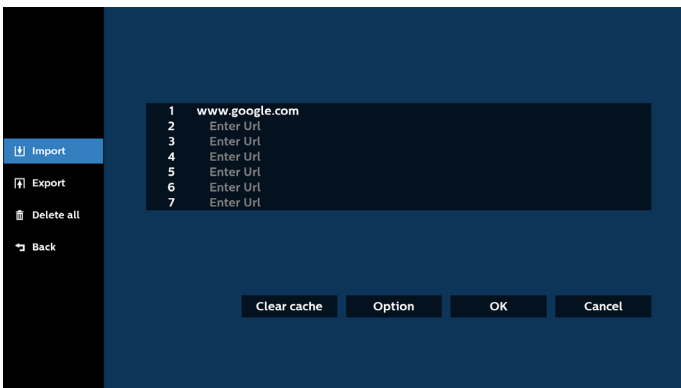 Import
Export
Delete all
Back
1 www.google.com
2 Enter Url
3 Enter Url
4 Enter Url
5 Enter Url
6 Enter Url
7 Enter Url
Clear cache Option OK Cancel